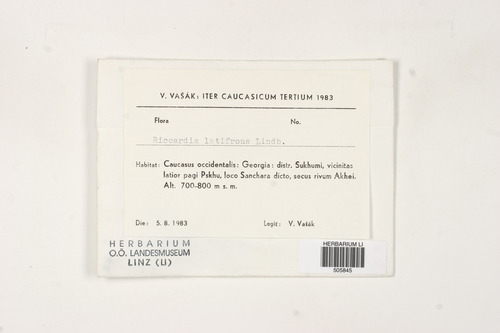 V. VAŠÁK: ITER CAUCASICUM TERTIUM 1983
Flora No.
Riccardia latifrons Lindb.
Habitat: Caucasus occidentalis: Georgia: distr. Sukhumi, vicinitas
latior pagi Pskhu, loco Sanchara dicto, secus rivum Akhei.
Alt. 700-800 m s. m.
Die: 5. 8. 1983 Legit: V. Vašák
HERBARIUM
O.Ö. LANDESMUSEUM
LINZ (LI)
HERBARIUM LI
505845